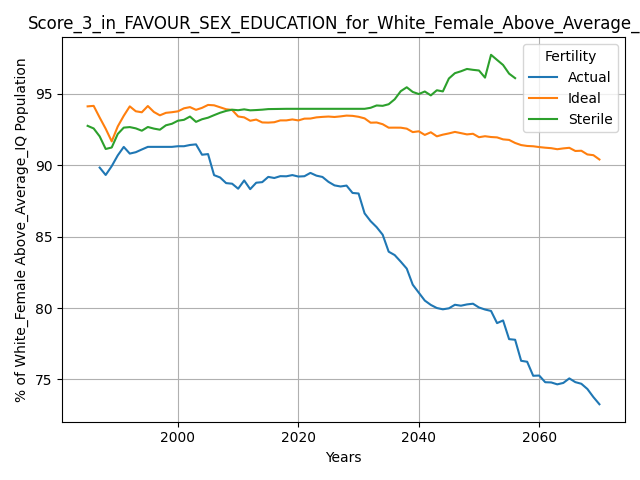 Score_3_in_FAVOUR_SEX_EDUCATION_for_White_Female_Above_Average_
% of White_Female Above_Average_IQ Population
95
90
85
80
75
Fertility
Actual
Ideal
Sterile
2000 2020 2040 2060
Years